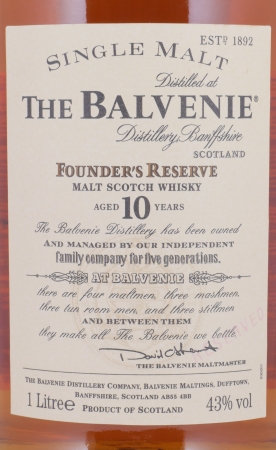 ESTD 1892
SINGLE MALT
Distilled at
THE BALVENIE®
Distillery, Banffshire
SCOTLAND
FOUNDER'S RESERVE
MALT SCOTCH WHISKY
AGED 10 YEARS
The Balvenie Distillery has been owned
AND MANAGED BY OUR INDEPENDENT
family company for five generations.
AT BALVENIE
there are four maltmen, three mashmen,
three tun room men, and three stillmen
AND BETWEEN THEM
they make all The Balvenie we bottle.
THE BALVENIE MALTMASTER
THE BALVENIE DISTILLERY COMPANY, BALVENIE MALTINGS, DUFFTOWN,
BANFFSHIRE, SCOTLAND AB55 4BB
1 Litre e PRODUCT OF SCOTLAND 43% vol